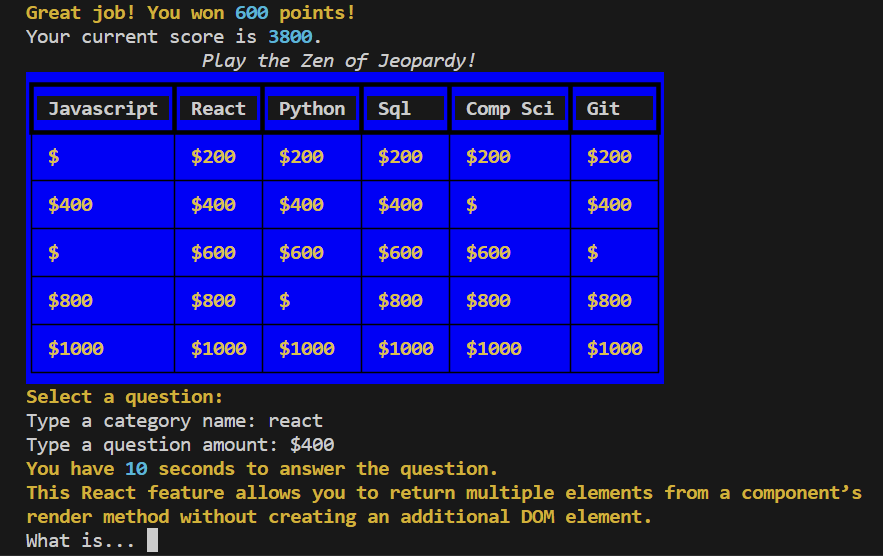 Great job! You won 600 points!
Your current score is 3800.
Play the Zen of Jeopardy!
Javascript React Python Sql Comp Sci Git
$ $200 $200 $200 $200 $200
$400 $400 $400 $400 $ $400
$ $600 $600 $600 $600 $
$800 $800 $ $800 $800 $800
$1000 $1000 $1000 $1000 $1000 $1000
Select a question:
Type a category name: react
Type a question amount: $400
You have 10 seconds to answer the question.
This React feature allows you to return multiple elements from a component’s
render method without creating an additional DOM element.
What is...